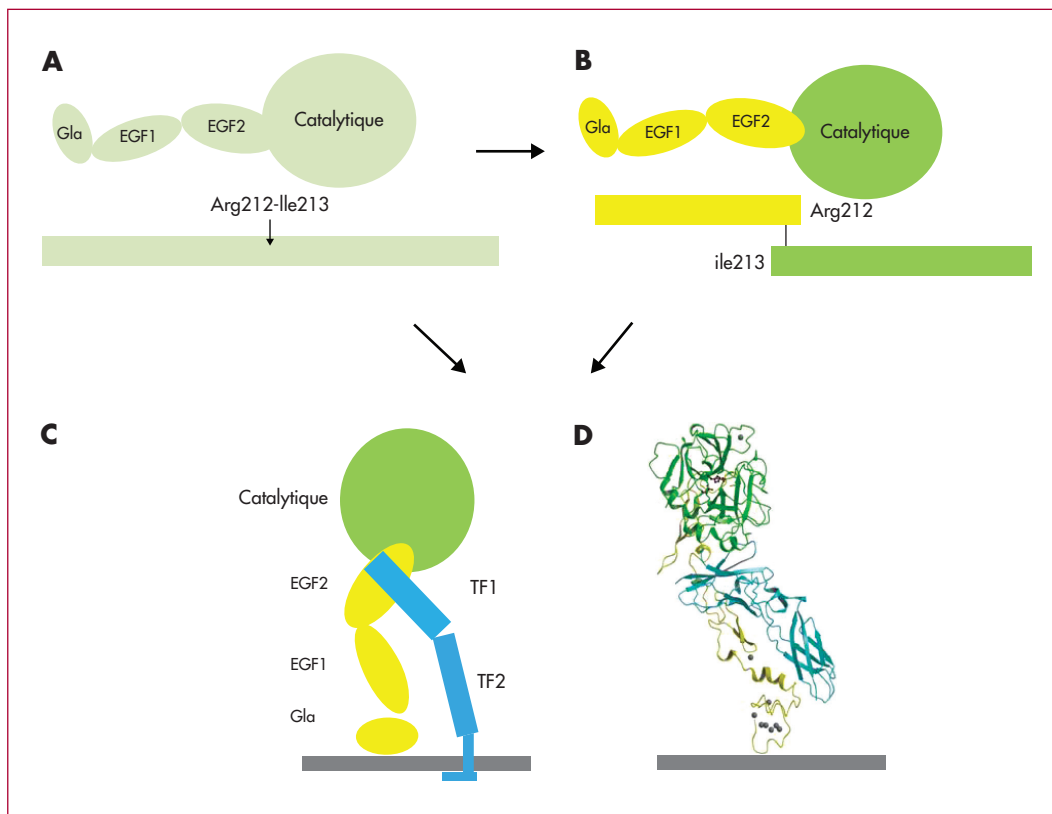 A
Gla
EGF1
EGF2
Catalytique
Arg212-Ile213
B
Gla
EGF1
EGF2
Catalytique
Arg212
ile213
C
Catalytique
EGF2
TF1
EGF1
TF2
Gla
D